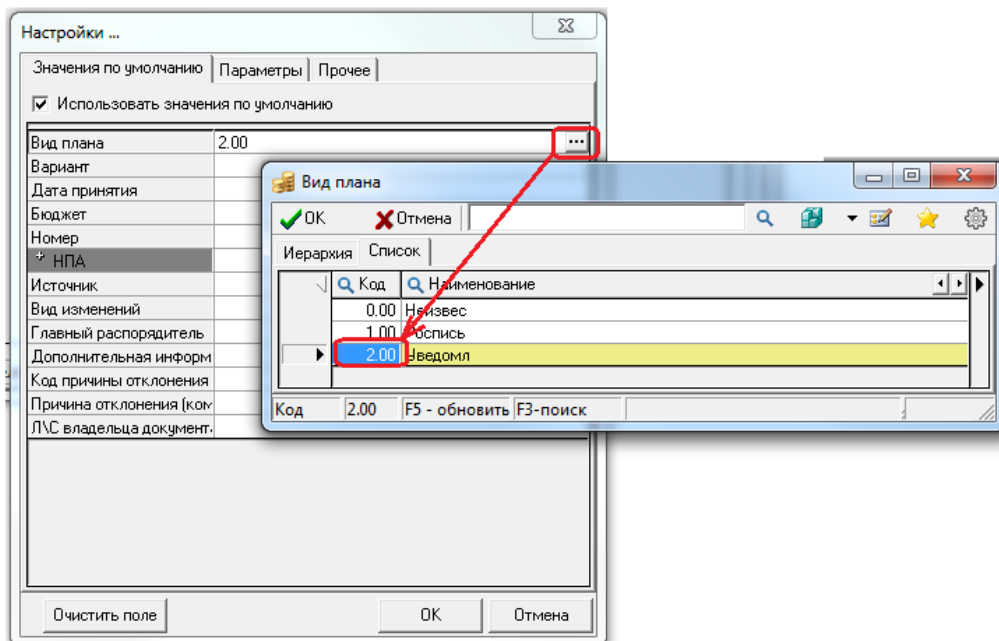 Настройки ...
Значения по умолчанию Параметры Прочее
Использовать значения по умолчанию
Вид плана 2.00 ...
Вариант
Дата принятия
Бюджет
Номер
+ НПА
Источник
Вид изменений
Главный распорядитель
Дополнительная информ
Код причины отклонения
Причина отклонения (ком
Л\С владельца документ
Очистить поле OK Отмена
Вид плана
OK Отмена
Иерархия Список
Код Наименование
0.00 Неизвес
1.00 Роспись
2.00 Уведомл
Код 2.00 F5 - обновить F3-поиск